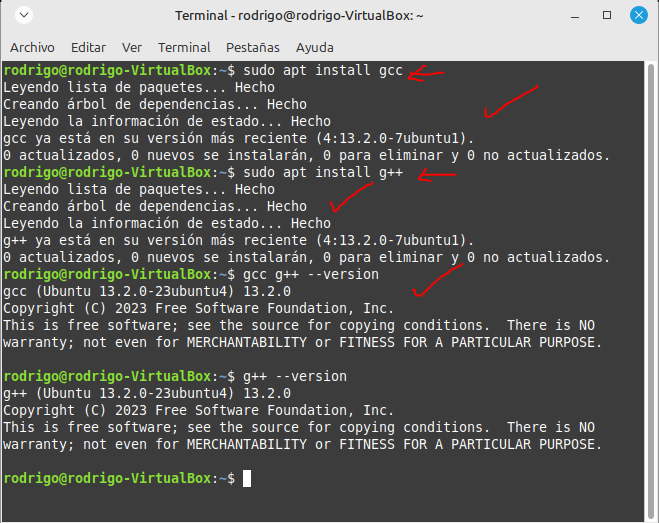 Terminal - rodrigo@rodrigo-VirtualBox: ~
Archivo Editar Ver Terminal Pestañas Ayuda
rodrigo@rodrigo-VirtualBox:~$ sudo apt install gcc
Leyendo lista de paquetes... Hecho
Creando árbol de dependencias... Hecho
Leyendo la información de estado... Hecho
gcc ya está en su versión más reciente (4:13.2.0-7ubuntu1).
0 actualizados, 0 nuevos se instalarán, 0 para eliminar y 0 no actualizados.
rodrigo@rodrigo-VirtualBox:~$ sudo apt install g++
Leyendo lista de paquetes... Hecho
Creando árbol de dependencias... Hecho
Leyendo la información de estado... Hecho
g++ ya está en su versión más reciente (4:13.2.0-7ubuntu1).
0 actualizados, 0 nuevos se instalarán, 0 para eliminar y 0 no actualizados.
rodrigo@rodrigo-VirtualBox:~$ gcc g++ --version
gcc (Ubuntu 13.2.0-23ubuntu4) 13.2.0
Copyright (C) 2023 Free Software Foundation, Inc.
This is free software; see the source for copying conditions.  There is NO
warranty; not even for MERCHANTABILITY or FITNESS FOR A PARTICULAR PURPOSE.
rodrigo@rodrigo-VirtualBox:~$ g++ --version
g++ (Ubuntu 13.2.0-23ubuntu4) 13.2.0
Copyright (C) 2023 Free Software Foundation, Inc.
This is free software; see the source for copying conditions.  There is NO
warranty; not even for MERCHANTABILITY or FITNESS FOR A PARTICULAR PURPOSE.
rodrigo@rodrigo-VirtualBox:~$